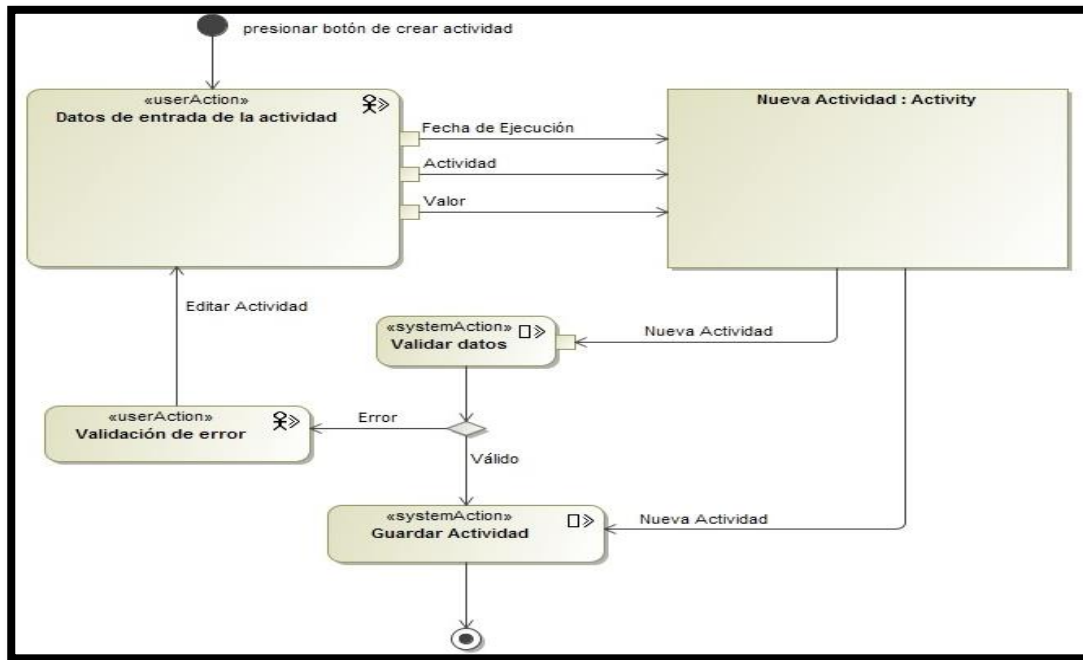 presionar botón de crear actividad
«userAction»
Datos de entrada de la actividad
Nueva Actividad : Activity
Fecha de Ejecución
Actividad
Valor
Editar Actividad
«systemAction»
Validar datos
Nueva Actividad
«userAction»
Validación de error
Error
Válido
«systemAction»
Guardar Actividad
Nueva Actividad